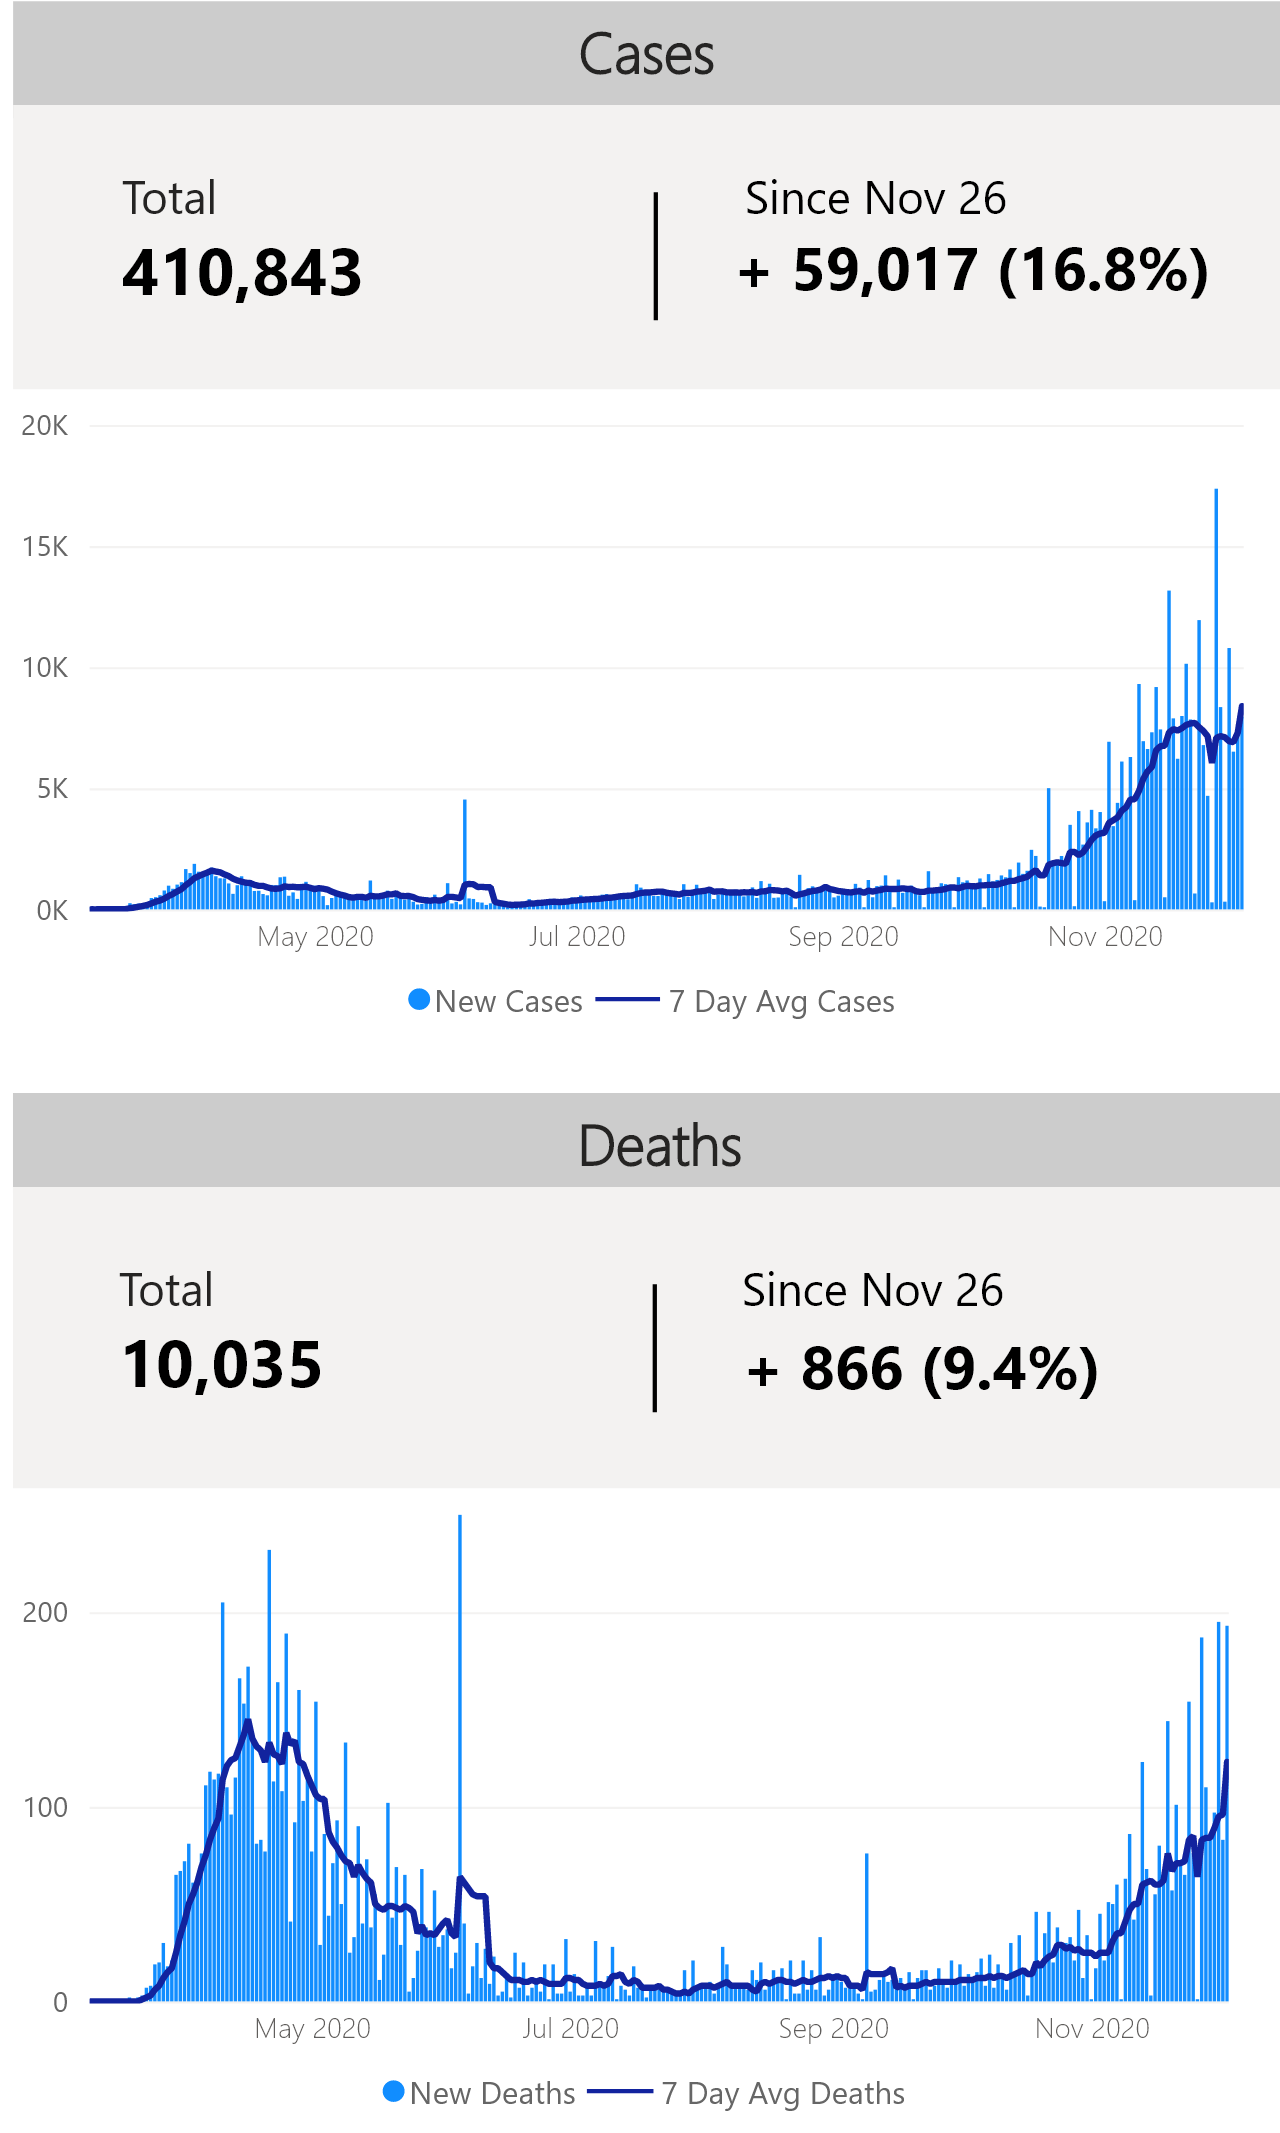 Cases
Total
Since Nov 26
410,843
+ 59,017 (16.8%)
20K
15K
10K
5K
0K
May 2020
Jul 2020
Sep 2020
Nov 2020
New Cases
7 Day Avg Cases
Deaths
Total
Since Nov 26
10,035
+ 866 (9.4%)
200
100
0
May 2020
Jul 2020
Sep 2020
Nov 2020
New Deaths
7 Day Avg Deaths